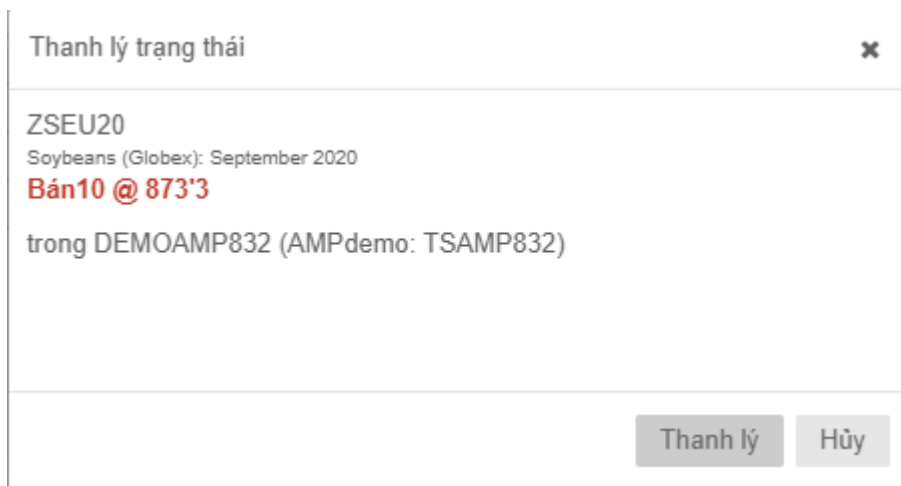 Thanh lý trạng thái
ZSEU20
Soybeans (Globex): September 2020
Bán10 @ 873'3
trong DEMOAMP832 (AMPdemo: TSAMP832)
Thanh lý Hủy